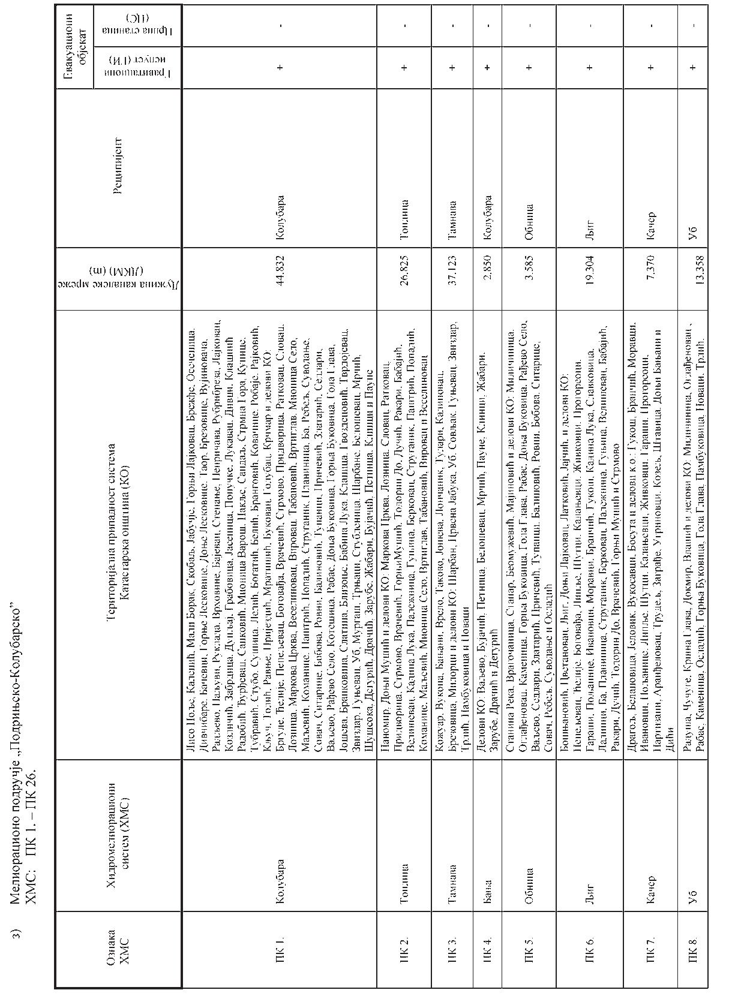 з) Мелиорационо подручје „Подрињско-Колубарско”
ХМС: ПК 1. – ПК 26.
Ознака
ХМС
Хидромелиорациони
систем (ХМС)
Територијална припадност система
Катастарска општина (КО)
Дужина каналске мреже
(ДКМ) (m)
Реципијент
Евакуациони
објекат
Гравитациони
испуст (ГИ)
Црпна станица
(ЦС)
ПК 1.
Колубара
Лисо Поље, Каленић, Мали Борак, Скобаљ, Јабучје, Горњи Лајковац, Брежђе, Осеченица,
Дивчибаре, Бачевци, Горње Лесковице, Доње Лесковице, Таор, Брезовице, Вујиновача,
Раљево, Паљуви, Руклада, Врховине, Бајевац, Степање, Непричава, Рубрибреза, Лајковац,
Козличић, Забрдица, Дупљај, Грабовица, Јасеница, Попучке, Лукавац, Дивци, Клашнић
Радобић, Ђурђевац, Санковић, Мионица Варош, Паклье, Сандаљ, Стрмна Гора, Кунице,
Тубравић, Стубо, Сушица, Лелић, Богатић, Белић, Бранговић, Ковачице, Робаје, Рајковић,
Кључ, Толић, Равње, Пријездић, Мратишић, Буковац, Голубац, Крчмар и делови КО:
Бргуле, Ћелије, Пепељевац, Боговађа, Врачевић, Стрмово, Придворица, Ратковац, Словац,
Лозница, Маркова Црква, Веселиновац, Вировац, Табановић, Вртиглав, Мионица Село,
Маљевић, Команице, Паштрић, Попадић, Струганик, Планиница, Ба, Ребељ, Суводање,
Совач, Ситарице, Бобова, Ровни, Балиновић, Тупанци, Причевић, Златарић, Седлари,
Ваљево, Рађево Село, Котешица, Рабас, Доња Буковица, Горња Буковица, Гола Глава,
Јошева, Бранковина, Слатина, Близоње, Бабина Лука, Кланица, Гвозденовић, Тврдојевац,
Звиздар, Гуњевац, Уб, Мургаш, Трњаци, Стубленица, Шарбане, Белошевац, Мрчић,
Шушеока, Дегурић, Драчић, Зарубе, Жабари, Бујачић, Петница, Клинци и Пауне
44.832
Колубара
+
-
ПК 2.
Топлица
Паномир, Доњи Мушић и делови КО: Маркова Црква, Лозница, Словац, Ратковац,
Придворица, Стрмово, Врачевић, ГорњиМушић, Тодорин До, Дучић, Ракари, Бабајић,
Велишевац, Кадина Лука, Палежница, Гуњица, Берковац, Струганик, Паштрић, Попадић,
Команице, Маљевић, Мионица Село, Вртиглав, Табановић, Вировац и Веселиновац
26.825
Топлица
+
-
ПК 3.
Тамнава
Кожуар, Вукона, Бањани, Врело, Таково, Јошева, Лончаник, Тулари, Калиновац,
Брезовица, Милорци и делови КО: Шарбан, Црвена Јабука, Уб, Совљак, Гуњевац, Звиздар,
Трлић, Памбуковица и Новаци
37.123
Тамнава
+
-
ПК 4.
Бања
Делови КО: Ваљево, Бујачић, Петница, Белошевац, Мрчић, Пауне, Клинци, Жабари,
Зарубе, Драчић и Дегурић
2.850
Колубара
+
-
ПК 5.
Обница
Станина Река, Врагочаница, Стапар, Беомужевић, Мајиновић и делови КО: Миличиница,
Оглађеновац, Каменица, Горња Буковица, Гола Глава, Рабас, Доња Буковица, Рађево Село,
Ваљево, Седлари, Златарић, Причевић, Тупанци, Балиновић, Ровни, Бобова, Ситарице,
Совач, Ребељ, Суводање и Осладић
3.585
Обница
+
-
ПК 6.
Љиг
Бошњановић, Цветановац, Љиг, Доњи Лајковац, Латковић, Јајчић, и делови КО:
Пепељевац, Ћелије, Боговађа, Липље, Шутци, Калањевци, Живковци, Прогореоци,
Гараши, Пољанице, Ивановци, Моравци, Бранчић, Гукош, Кадина Лука, Славковица,
Лалинци, Ба, Планиница, Струганик, Берковац, Палежница, Гуњица, Велишевац, Бабајић,
Ракари, Дучић, Тодорин До, Врачевић, Горњи Мушић и Стрмово
19.304
Љиг
+
-
ПК 7.
Качер
Драгољ, Белановица, Јеловик, Вукосавци, Босута и делови к.о.: Гукош, Бранчић, Моравци,
Ивановци, Пољанице, Липље, Шутци, Калањевци, Живковци, Гараши, Прогореоци,
Партизани, Аранђеловац, Трудељ, Заграђе, Угриновци, Козељ, Штавица, Доњи Бањани и
Дићи
7.370
Качер
+
-
ПК 8.
Уб
Радуша, Чучуге, Крина Глава, Докмир, Влашић и делови КО: Миличиница, Оглађеновац ,
Рабас, Каменица, Осладић, Горња Буковица, Гола Глава, Памбуковица, Новаци, Трлић,
13.358
Уб
+
-